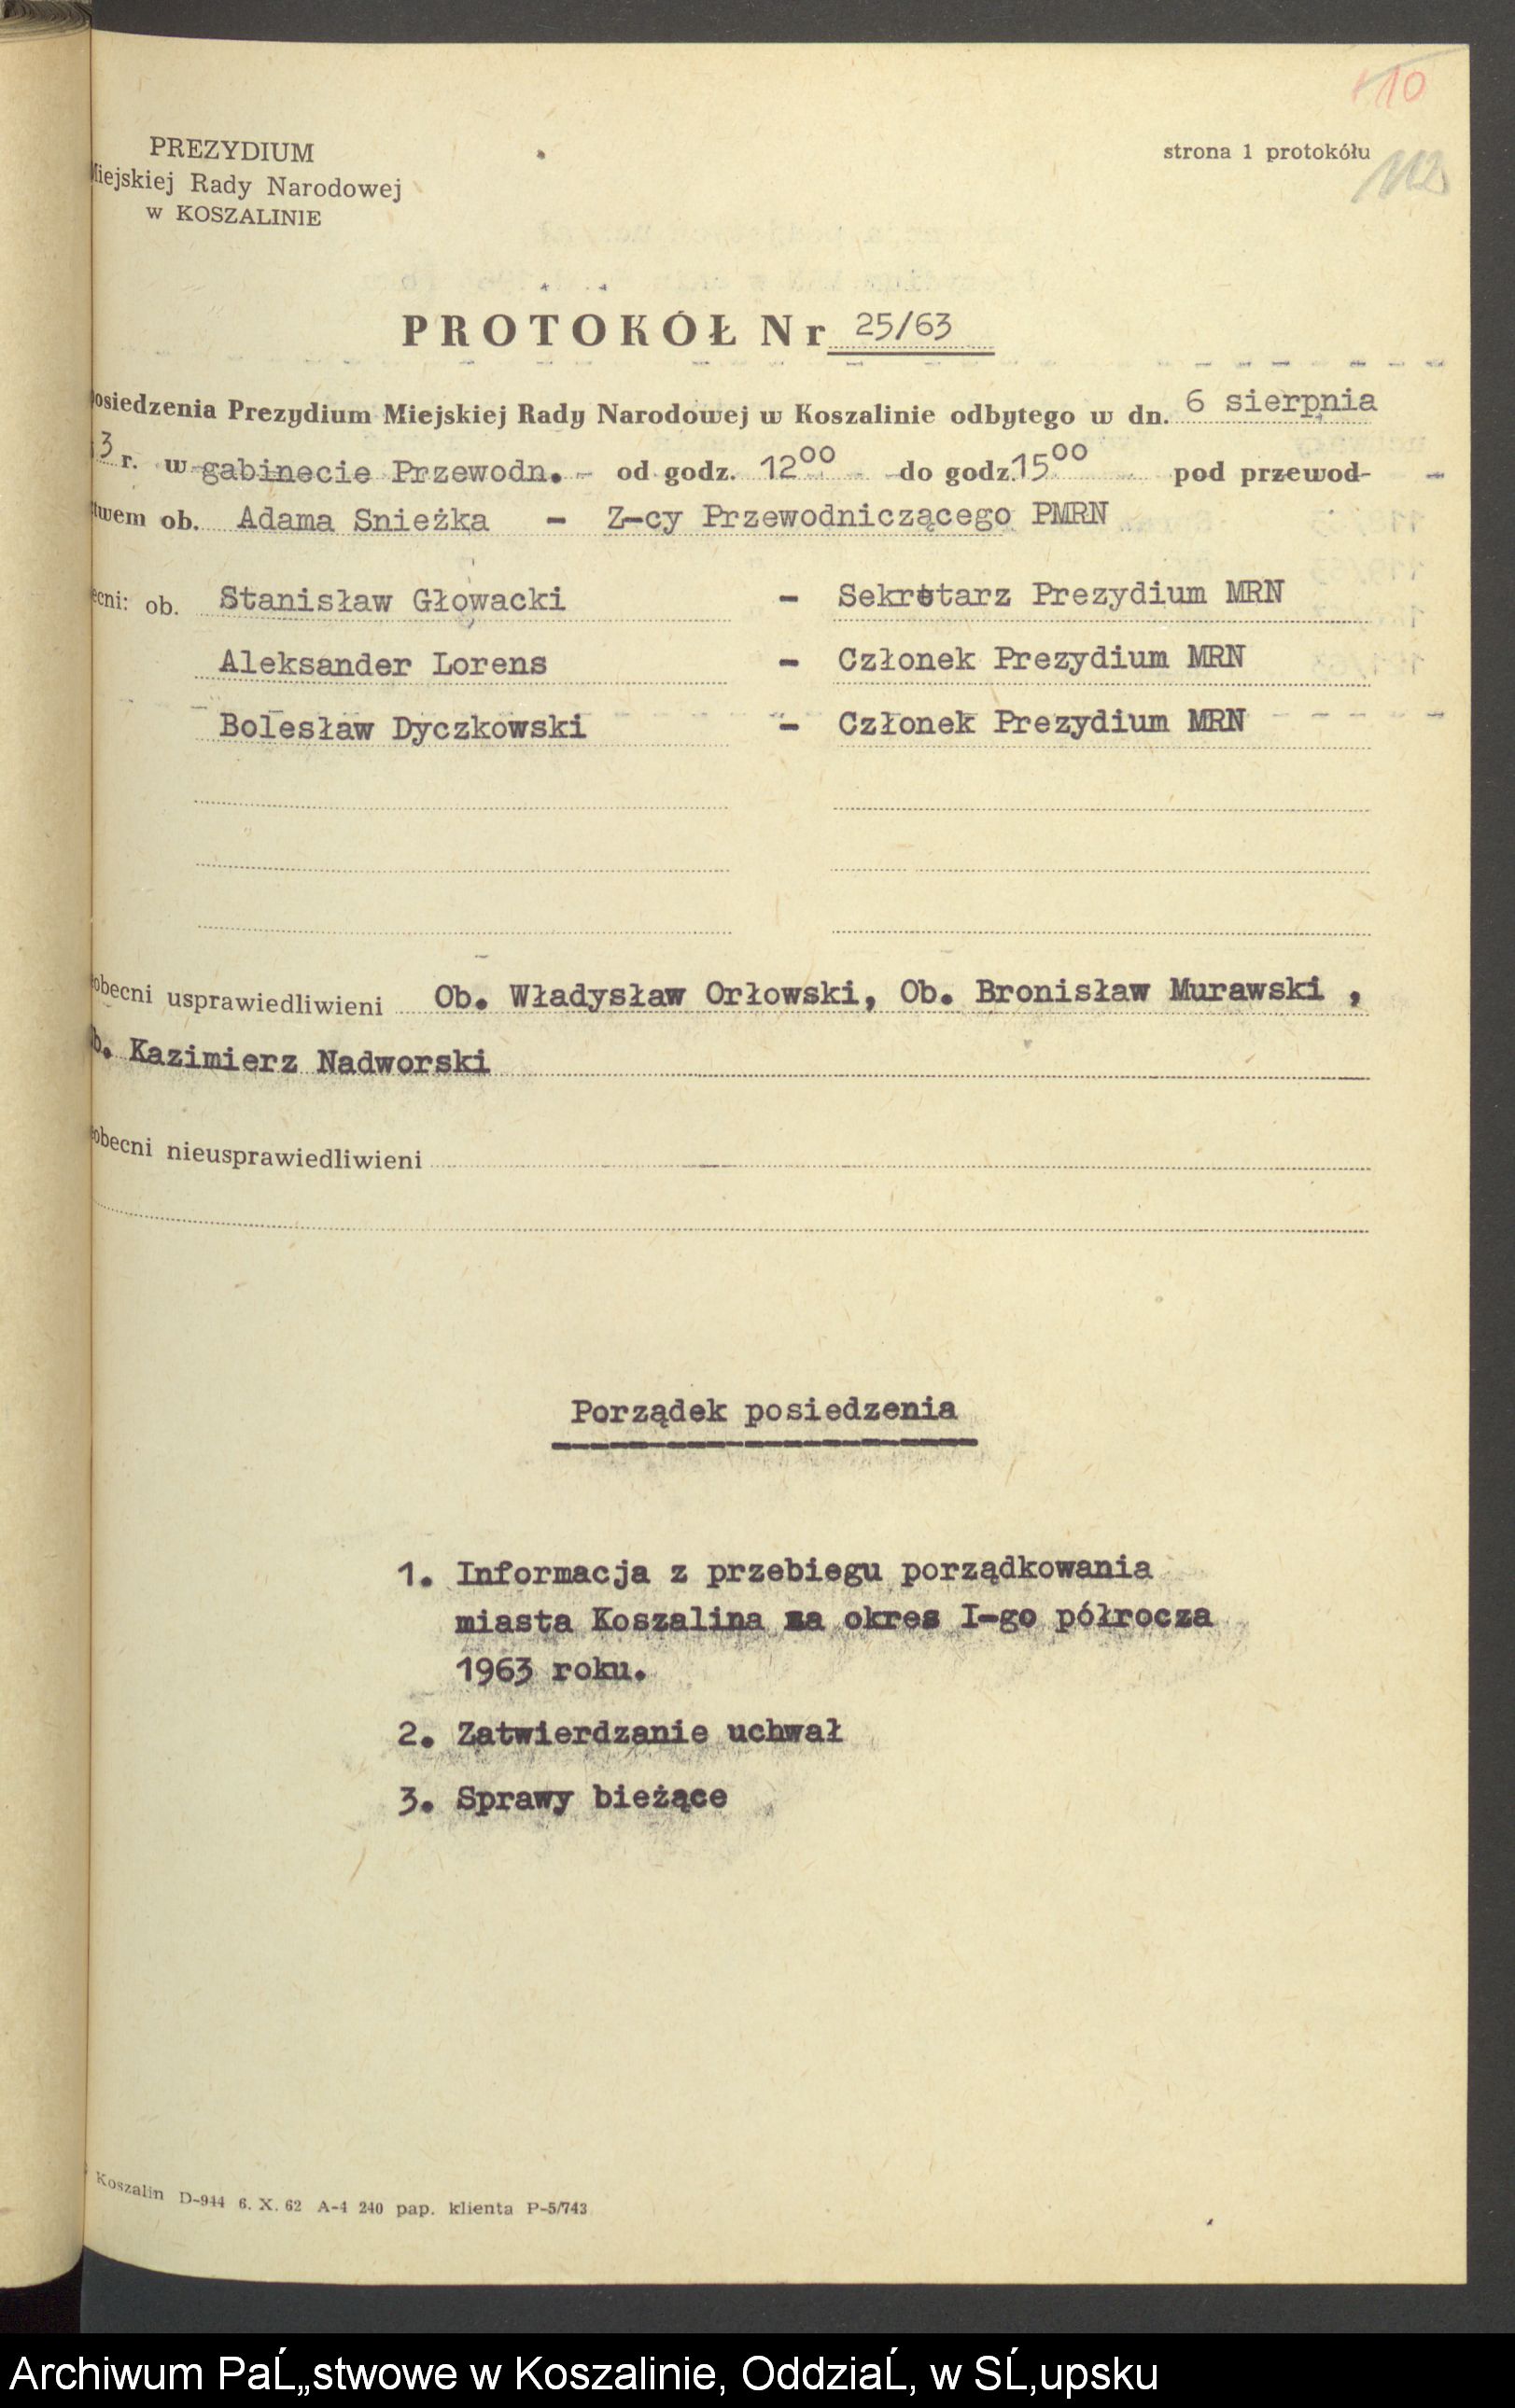 10
PREZYDIUM
strona 1 protokółu
Miejskiej Rady Narodowej
112
w KOSZALINIE
PROTOKÓŁ Nr 25/63
osiedzenia Prezydium Miejskiej Rady Narodowej w Koszalinie odbytego w dn. 6 sierpnia
3 r. w gabinecie Przewodn. - od godz. 12⁰⁰ do godz. 15⁰⁰ pod przewod-
twem ob. Adama Snieżka - Z-cy Przewodniczącego PMRN
ecni: ob. Stanisław Głowacki - Sekretarz Prezydium MRN
Aleksander Lorens - Członek Prezydium MRN
Bolesław Dyczkowski - Członek Prezydium MRN
obecni usprawiedliwieni Ob. Władysław Orłowski, Ob. Bronisław Murawski ,
b. Kazimierz Nadworski
obecni nieusprawiedliwieni
Porządek posiedzenia
1. Informacja z przebiegu porządkowania
miasta Koszalina za okres I-go półrocza
1963 roku.
2. Zatwierdzanie uchwał
3. Sprawy bieżące
Koszalin D-944 6. X. 62 A-4 240 pap. klienta P-5/743
Archiwum PaĹ„stwowe w Koszalinie, OddziaĹ‚ w SĹ‚upsku